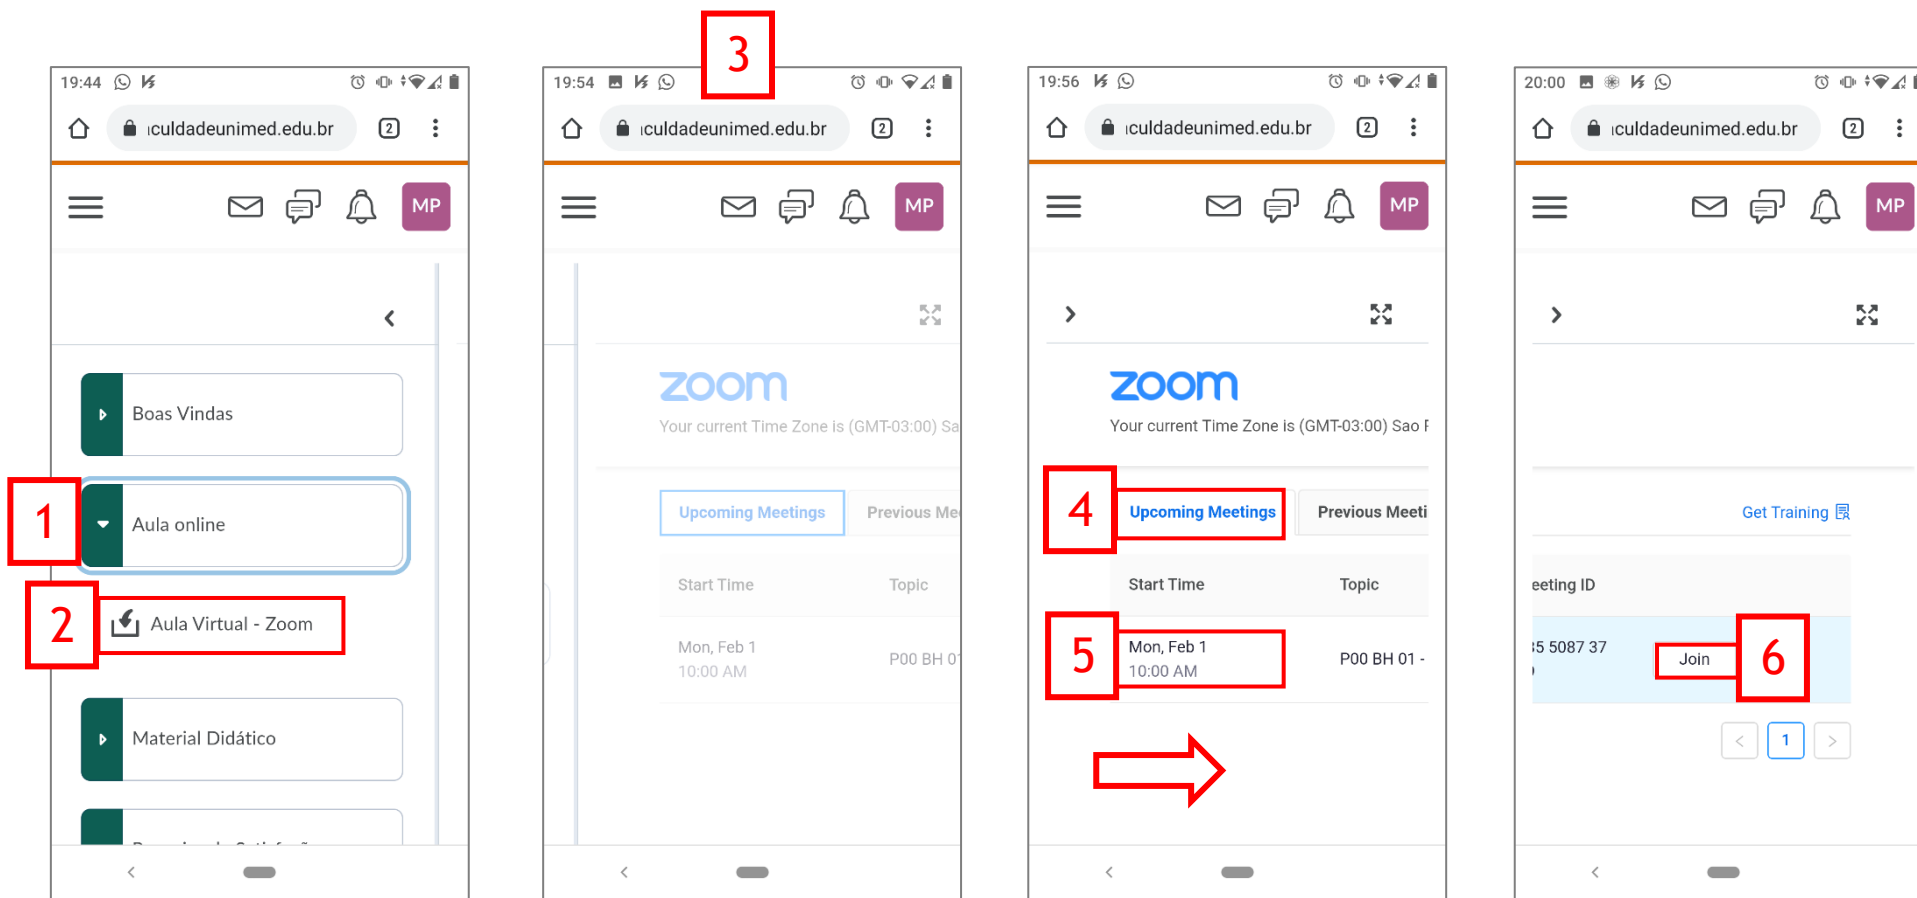 3
19:44
ıculdadeunimed.edu.br
2
MP
Boas Vindas
1
Aula online
2
Aula Virtual - Zoom
Material Didático
19:54
ıculdadeunimed.edu.br
2
MP
zoom
Your current Time Zone is (GMT-03:00) Sa
Upcoming Meetings
Previous Me
Start Time
Topic
Mon, Feb 1
10:00 AM
P00 BH 01
19:56
ıculdadeunimed.edu.br
2
MP
zoom
Your current Time Zone is (GMT-03:00) Sao
4
Upcoming Meetings
Previous Meeti
Start Time
Topic
5
Mon, Feb 1
10:00 AM
P00 BH 01 -
20:00
ıculdadeunimed.edu.br
2
MP
Get Training
eeting ID
35 5087 37
Join
6
< 1 >